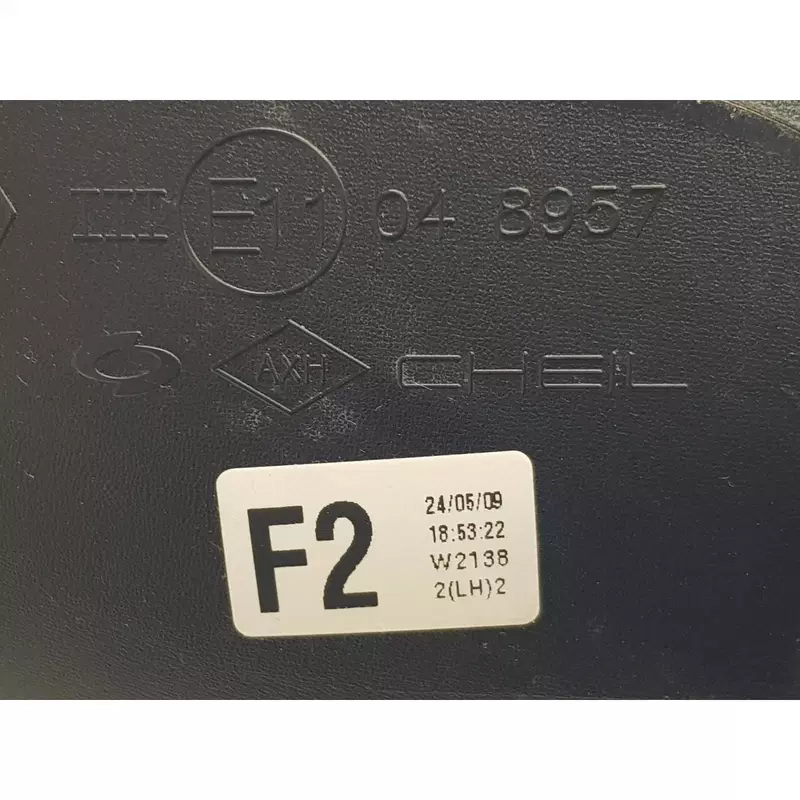 III E11 04 8957
AXH CHEIL
F2
24/05/09
18:53:22
W2138
2(LH)2